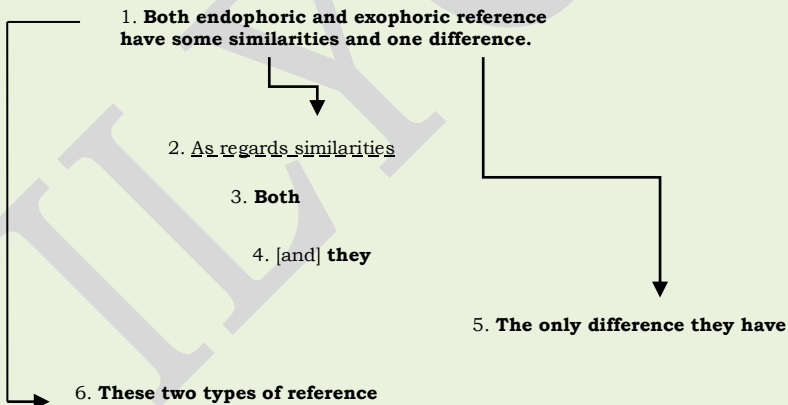 1. Both endophoric and exophoric reference
have some similarities and one difference.
2. As regards similarities
3. Both
4. [and] they
5. The only difference they have
6. These two types of reference